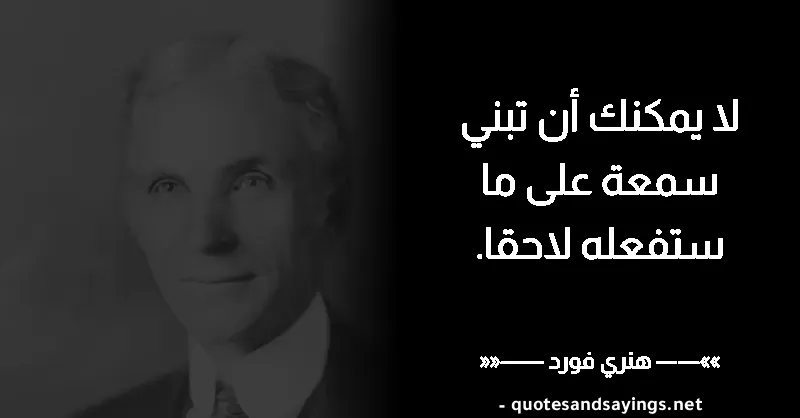 لا يمكنك أن تبني
سمعة على ما
ستفعله لاحقا.
»»—— هنري فورد ——««
- quotesandsayings.net